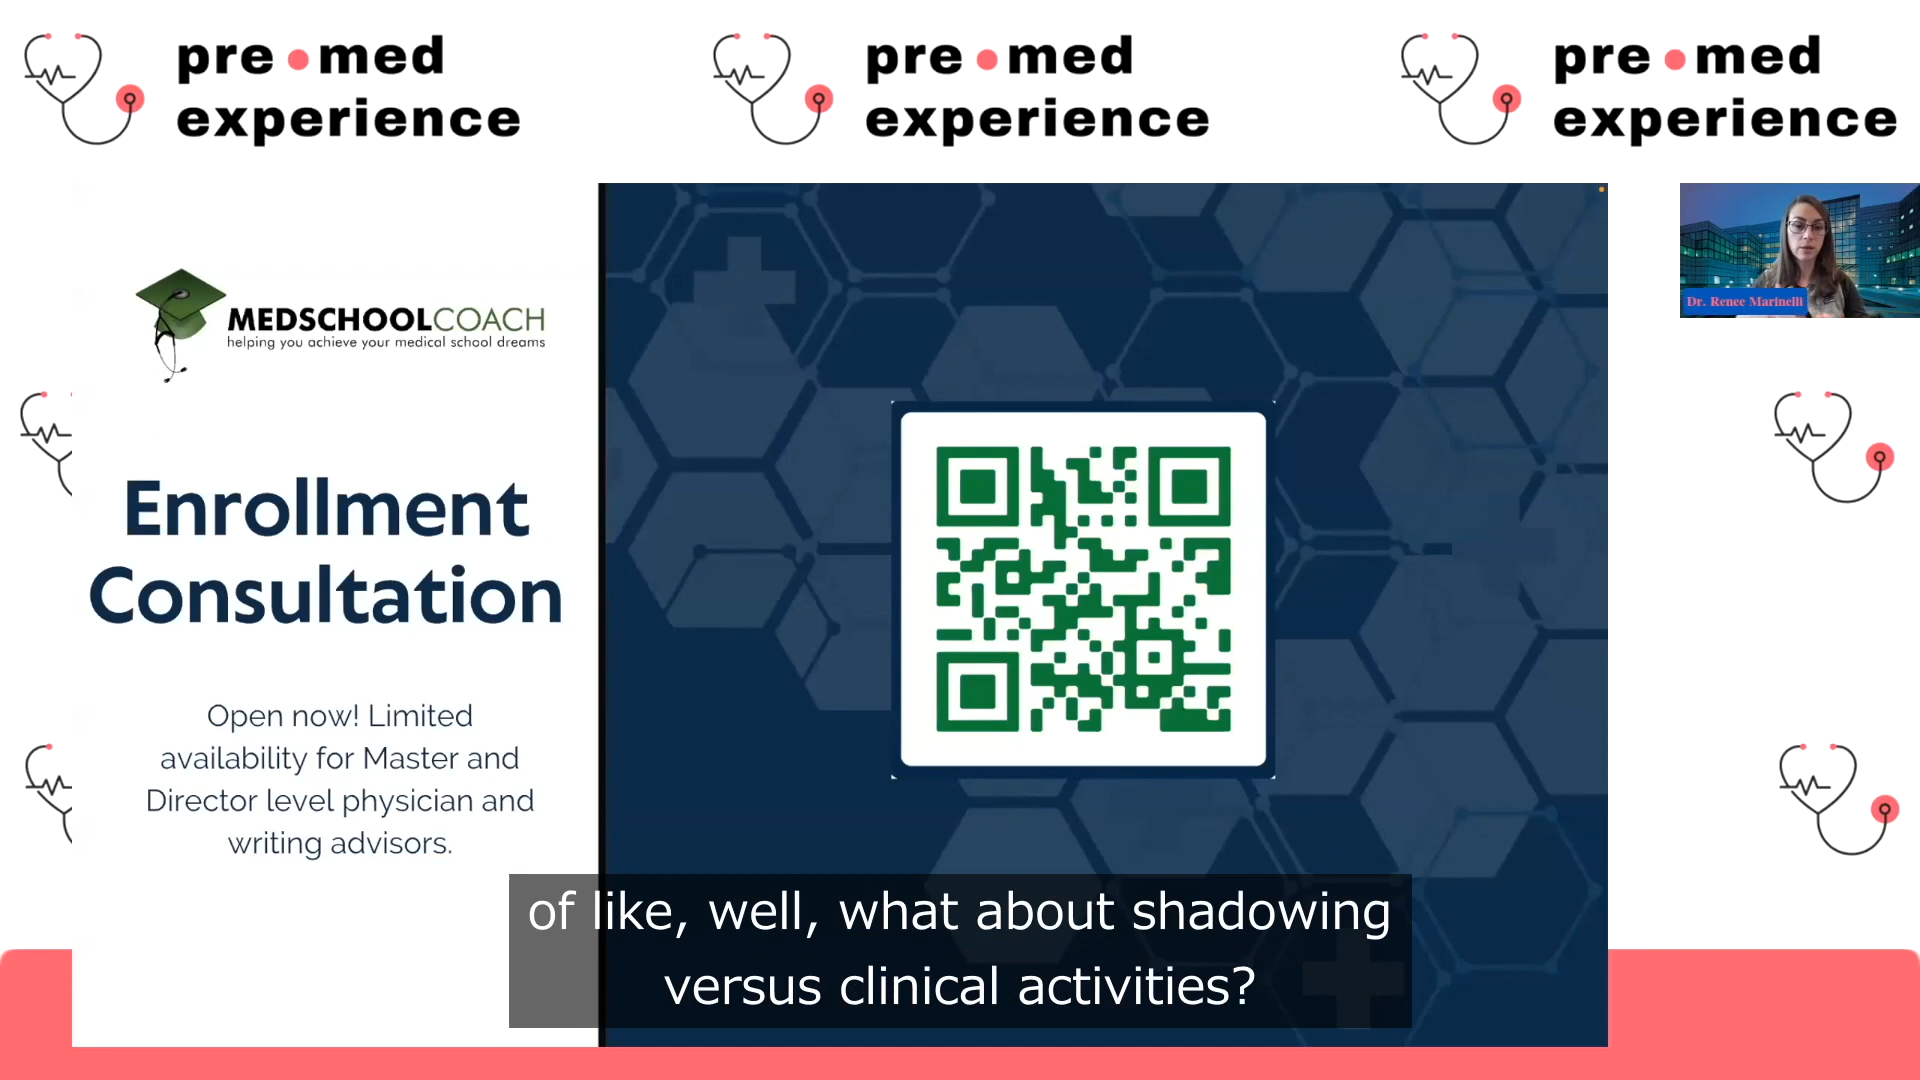 pre med
experience
pre med
experience
pre med
experience
Dr. Renee Marinelli
MEDSCHOOLCOACH
helping you achieve your medical school dreams
Enrollment
Consultation
Open now! Limited
availability for Master and
Director level physician and
writing advisors.
of like, well, what about shadowing
versus clinical activities?